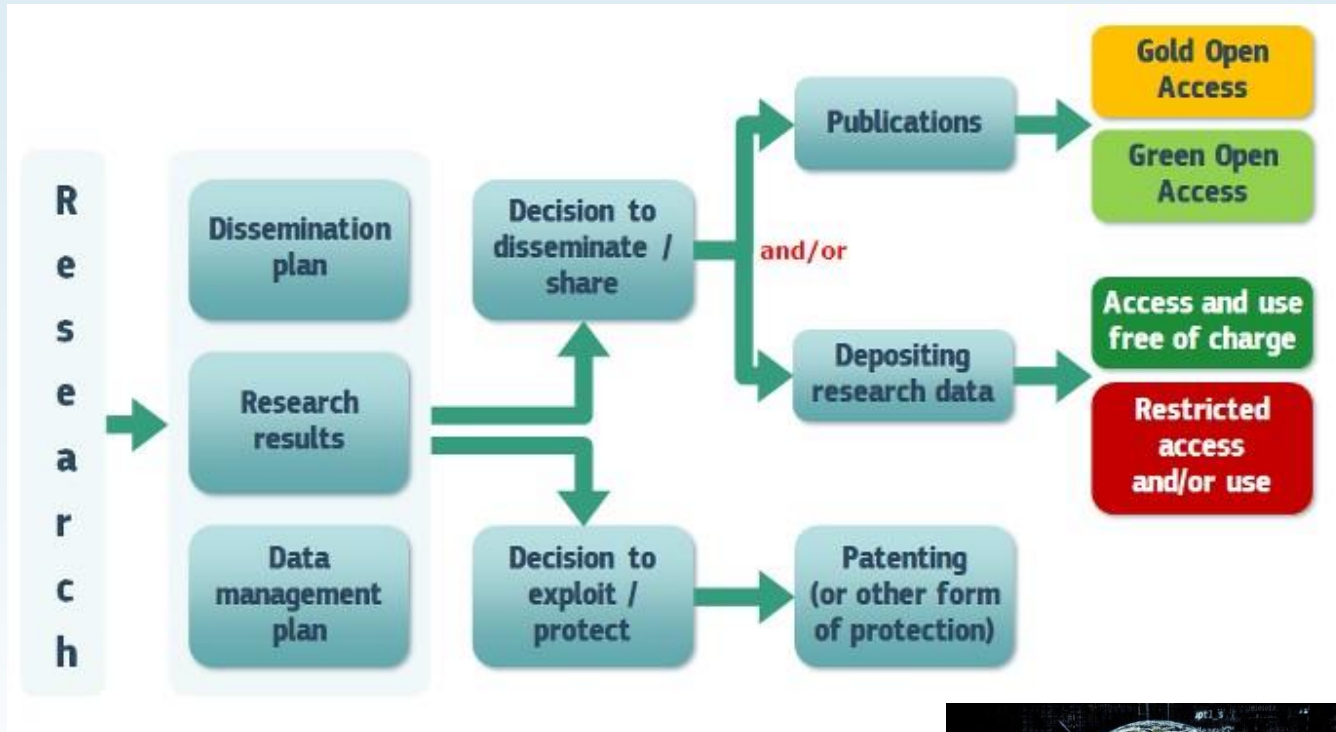 Research
Dissemination
plan
Research
results
Data
management
plan
Decision to
disseminate /
share
Decision to
exploit /
protect
and/or
Publications
Depositing
research data
Patenting
(or other form
of protection)
Gold Open
Access
Green Open
Access
Access and use
free of charge
Restricted
access
and/or use